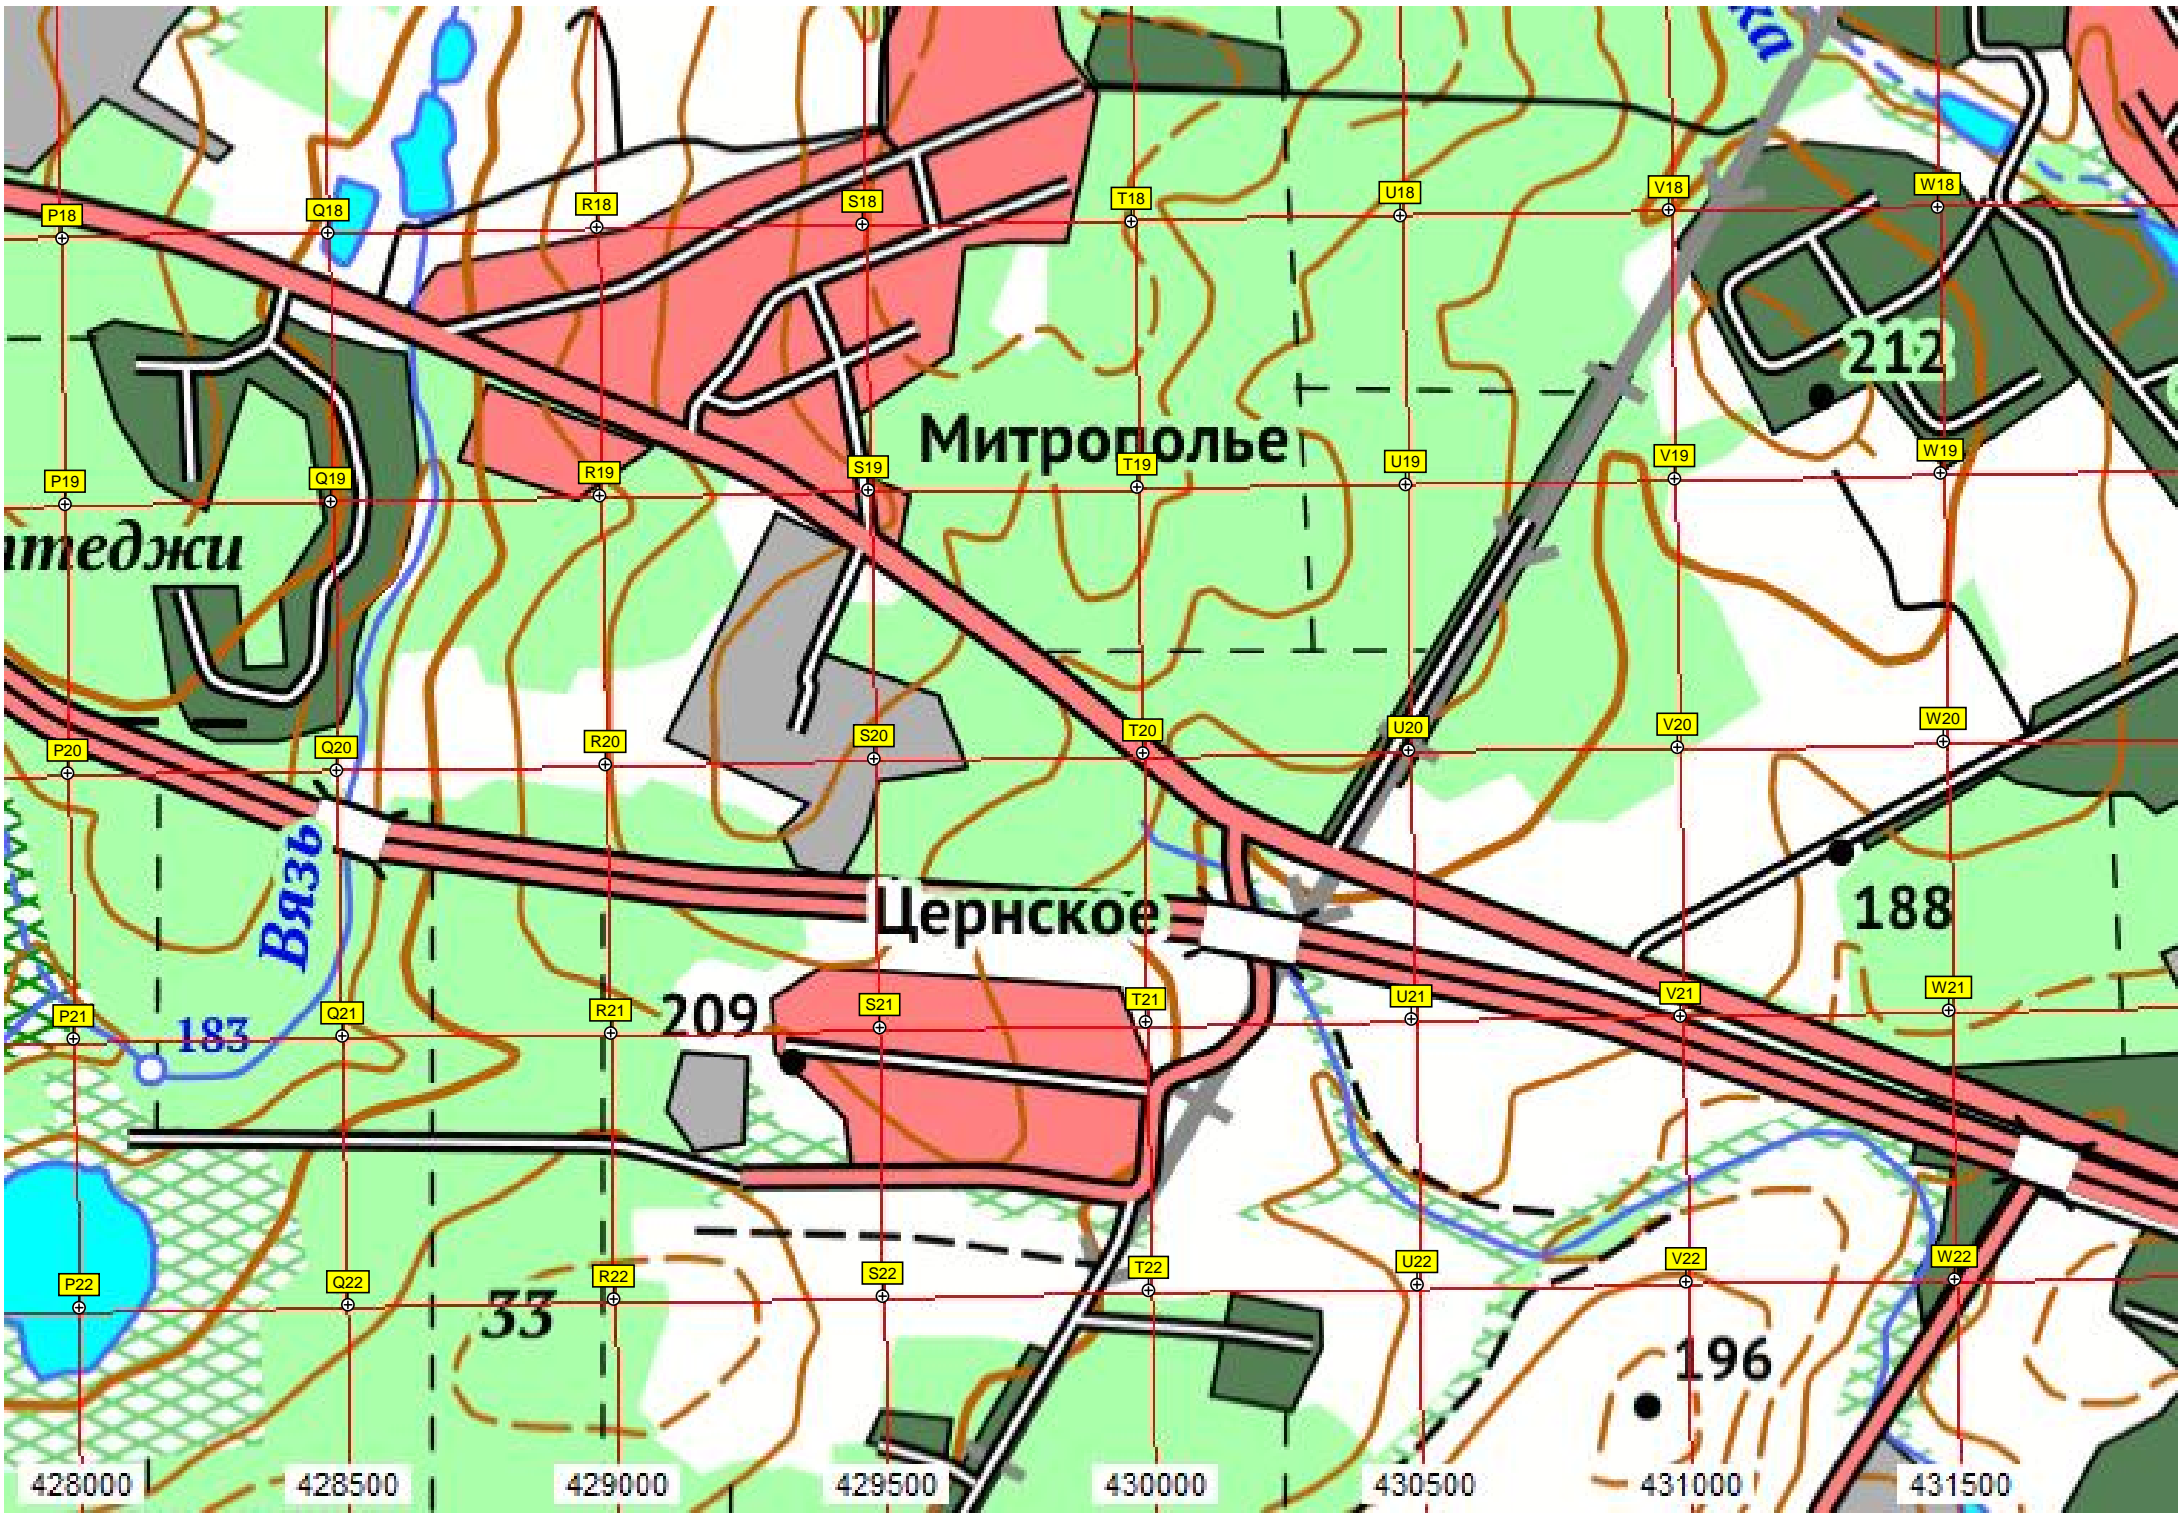 ка
P18 Q18 R18 S18 T18 U18 V18 W18
212
Митрополье
P19 Q19 R19 S19 T19 U19 V19 W19
ттеджи
P20 Q20 R20 S20 T20 U20 V20 W20
Вязь
Цернское
188
P21 Q21 R21 S21 T21 U21 V21 W21
183
209
P22 Q22 R22 S22 T22 U22 V22 W22
33
196
428000 428500 429000 429500 430000 430500 431000 431500